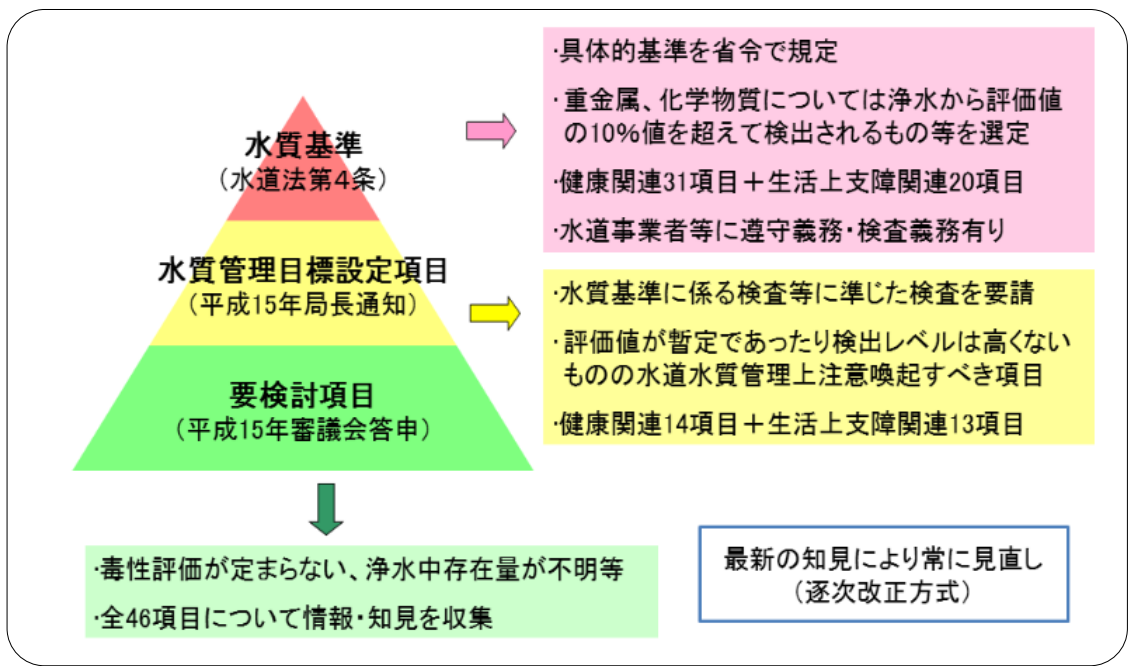 水質基準
（水道法第４条）
・具体的基準を省令で規定
・重金属、化学物質については浄水から評価値
の10％値を超えて検出されるもの等を選定
・健康関連31項目＋生活上支障関連20項目
・水道事業者等に遵守義務・検査義務有り
水質管理目標設定項目
（平成15年局長通知）
・水質基準に係る検査等に準じた検査を要請
・評価値が暫定であったり検出レベルは高くない
ものの水道水質管理上注意喚起すべき項目
・健康関連14項目＋生活上支障関連13項目
要検討項目
（平成15年審議会答申）
・毒性評価が定まらない、浄水中存在量が不明等
・全46項目について情報・知見を収集
最新の知見により常に見直し
（逐次改正方式）